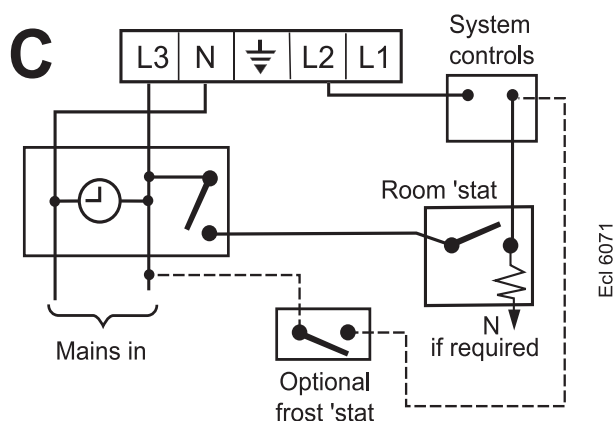 C
L3 N L2 L1
System
controls
Room 'stat
N
if required
Mains in
Optional
frost 'stat
Ecl 6071